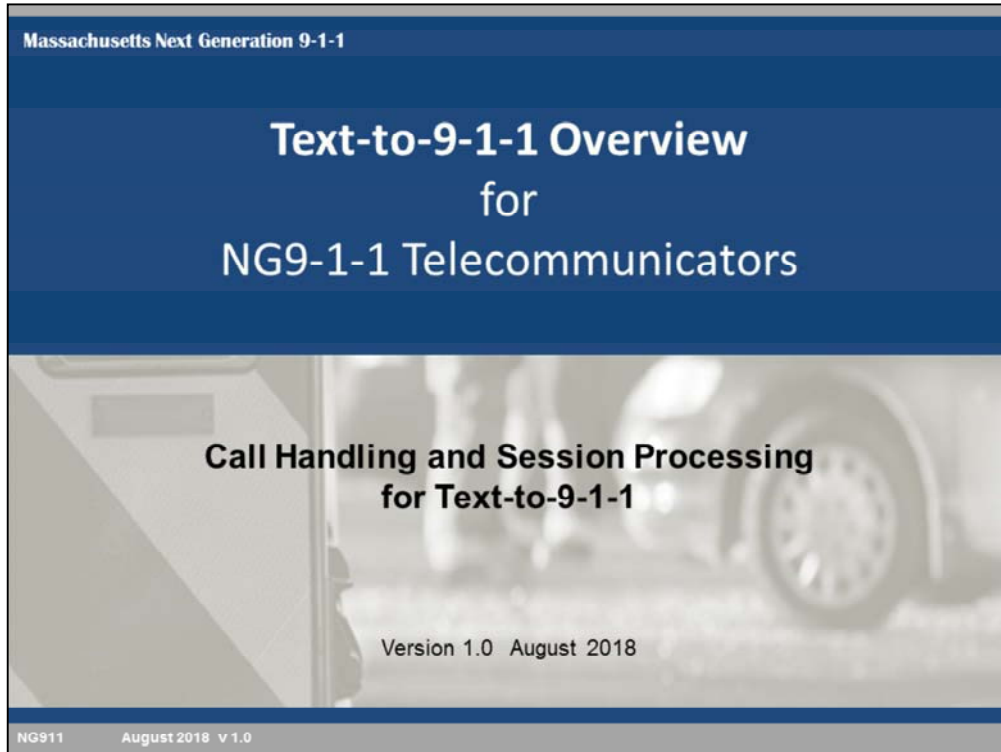 Massachusetts Next Generation 9-1-1
Text-to-9-1-1 Overview
for
NG9-1-1 Telecommunicators
Call Handling and Session Processing
for Text-to-9-1-1
Version 1.0 August 2018
NG911 August 2018 v 1.0